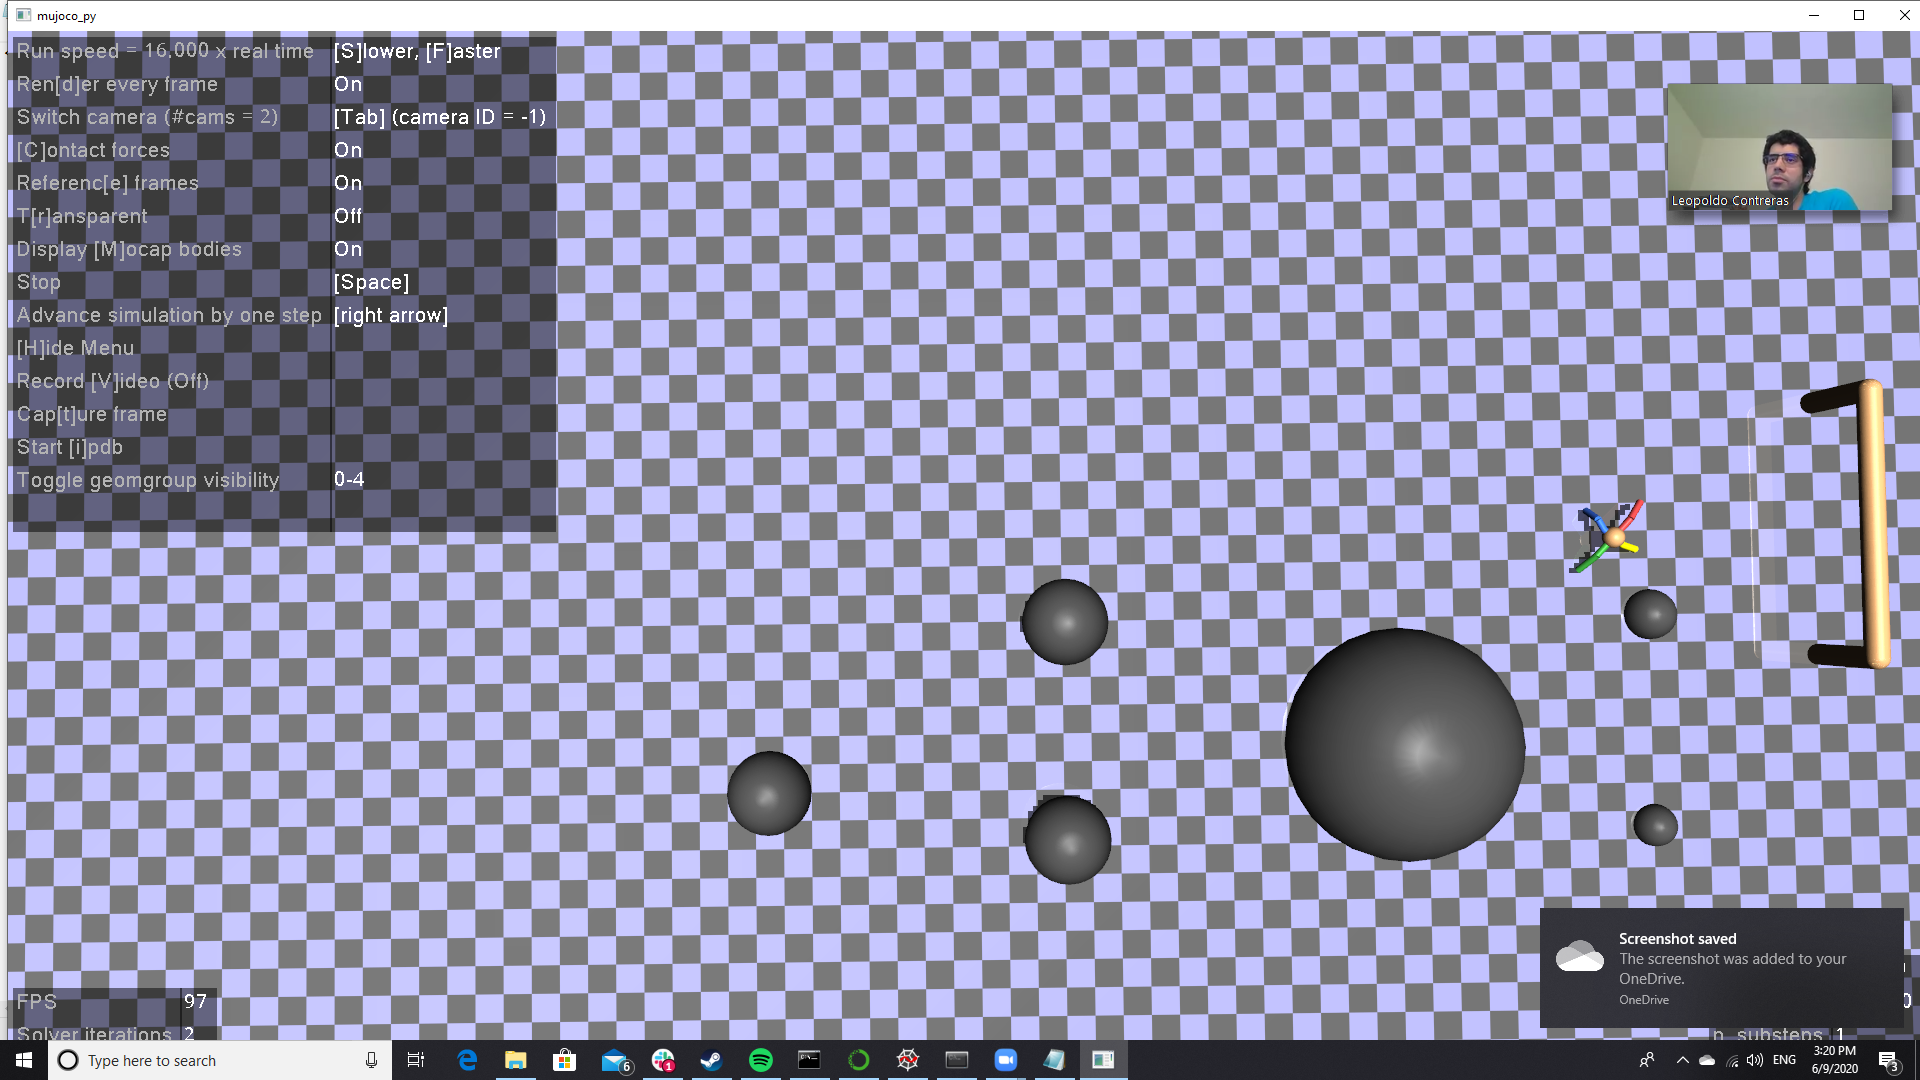 mujoco_py
Run speed = 16.000 x real time [S]lower, [F]aster
Ren[d]er every frame On
Switch camera (#cams = 2) [Tab] (camera ID = -1)
[C]ontact forces On
Referenc[e] frames On
T[r]ansparent Off
Display [M]ocap bodies On
Stop [Space]
Advance simulation by one step [right arrow]
[H]ide Menu
Record [V]ideo (Off)
Cap[t]ure frame
Start [i]pdb
Toggle geomgroup visibility 0-4
Leopoldo Contreras
Screenshot saved
The screenshot was added to your
OneDrive.
OneDrive
FPS 97
Solver iterations 2
n_substeps 1
Type here to search
6
1
ENG
3:20 PM
6/9/2020
3